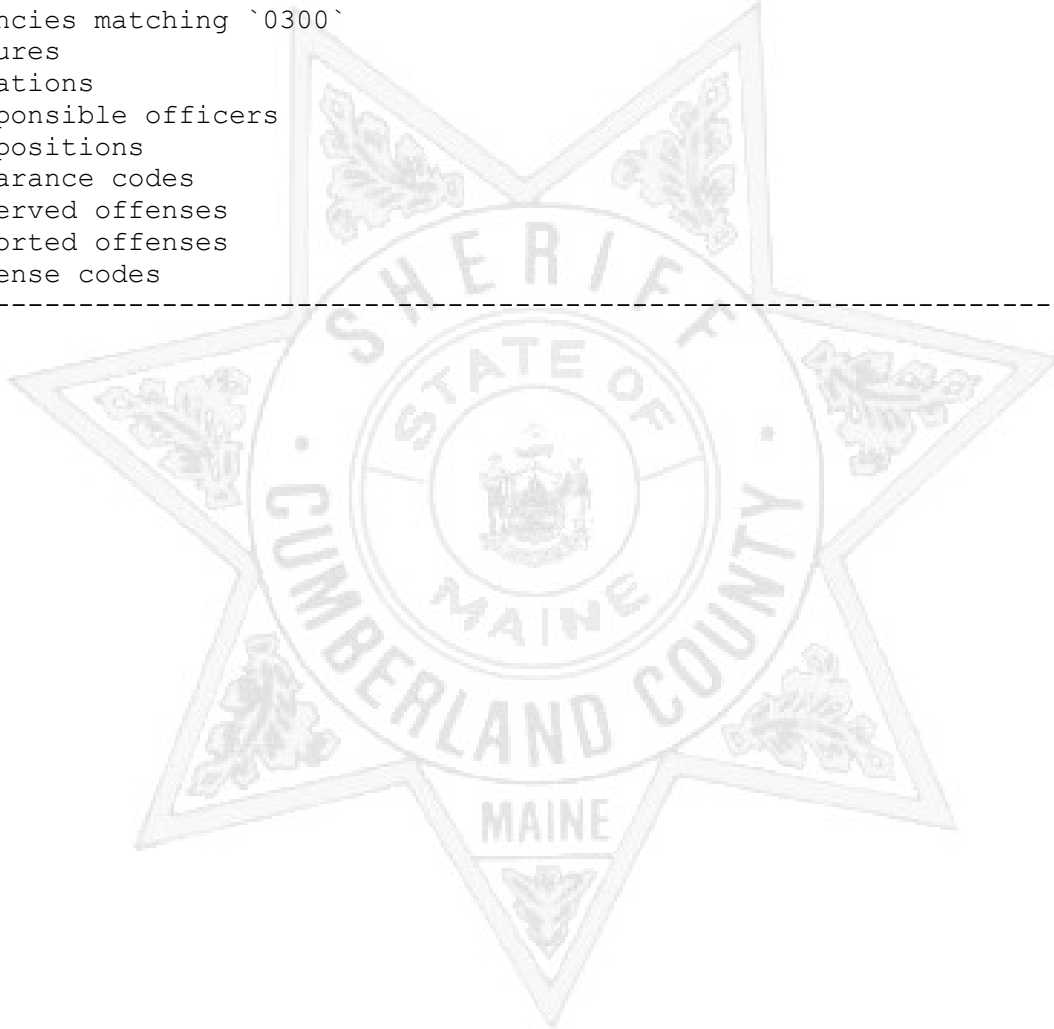 ncies matching `0300`
ures
ations
ponsible officers
positions
arance codes
erved offenses
orted offenses
ense codes
--------------------------------------------------------------
SHERIFF
STATE OF
MAINE
CUMBERLAND COUNTY
MAINE